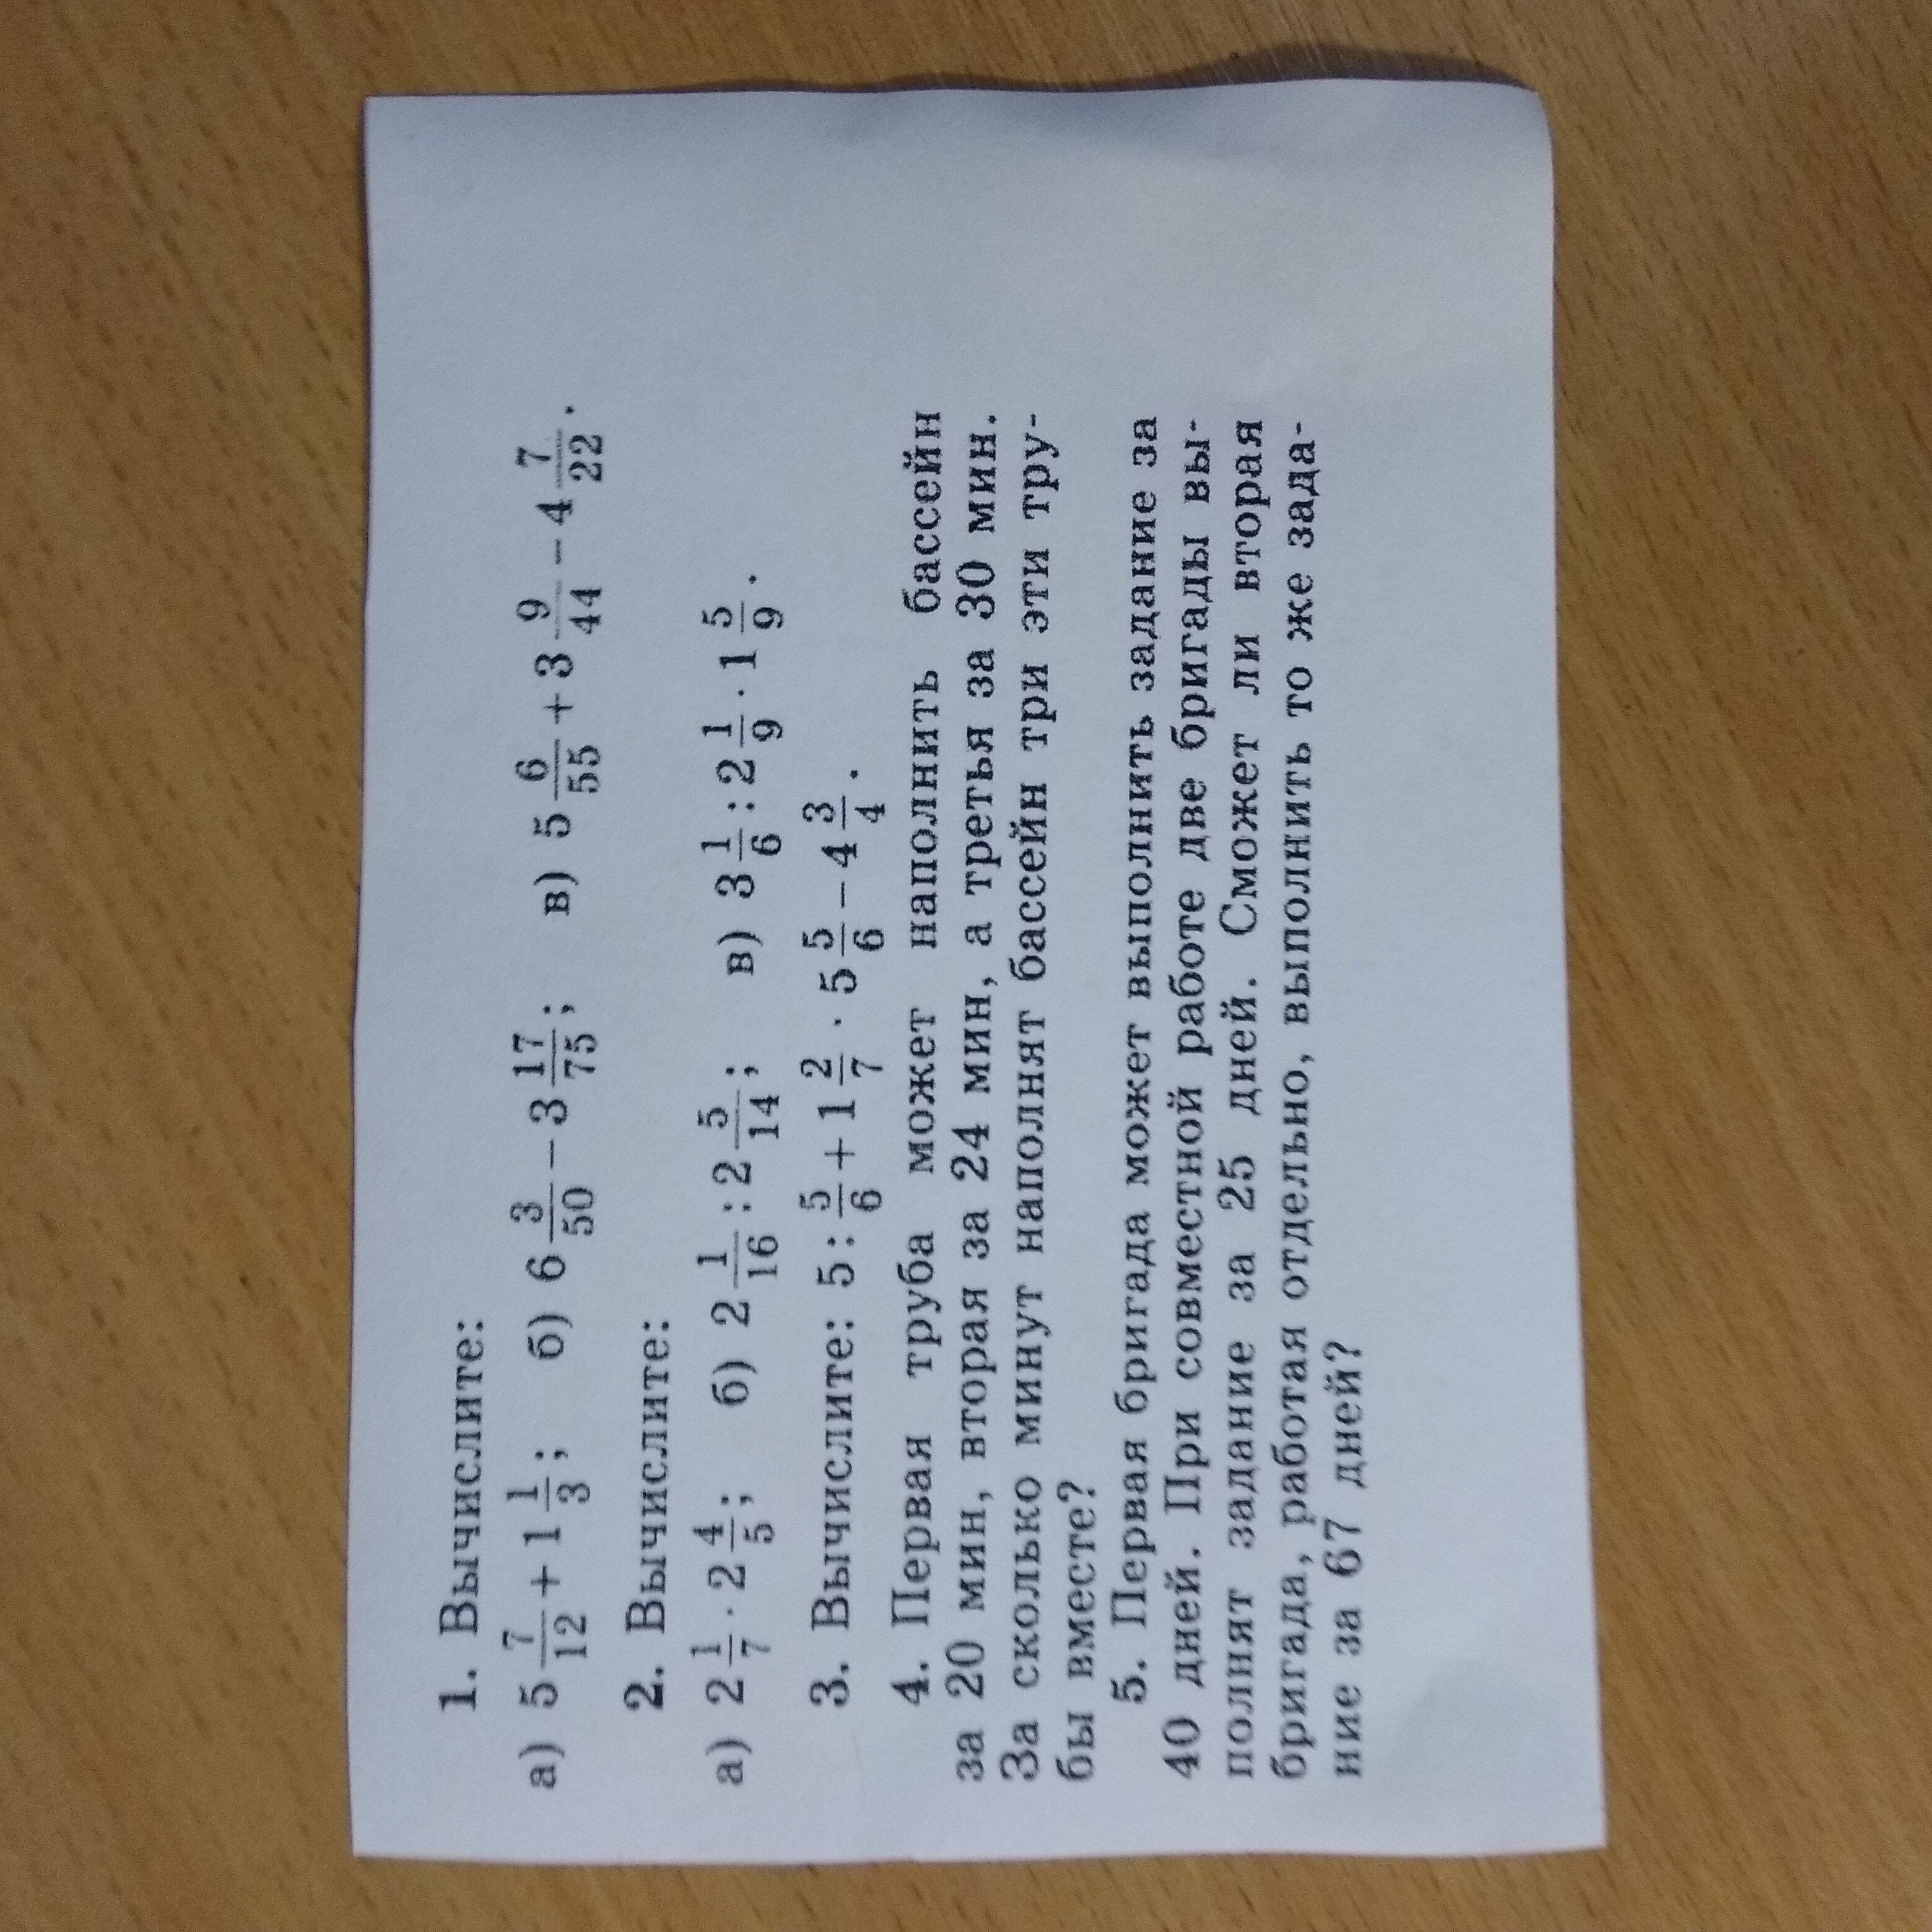 1. Вычислите:
а) 5 7/12 + 1 1/3; б) 6 3/50 − 3 17/75; в) 5 6/55 + 3 9/44 − 4 7/22.
2. Вычислите:
а) 2 1/7 · 2 4/5; б) 2 1/16 : 2 5/14; в) 3 1/6 : 2 1/9 · 1 5/9.
3. Вычислите: 5 : 5/6 + 1 2/7 · 5 5/6 − 4 3/4.
4. Первая труба может наполнить бассейн
за 20 мин, вторая за 24 мин, а третья за 30 мин.
За сколько минут наполнят бассейн три эти тру-
бы вместе?
5. Первая бригада может выполнить задание за
40 дней. При совместной работе две бригады вы-
полнят задание за 25 дней. Сможет ли вторая
бригада, работая отдельно, выполнить то же зада-
ние за 67 дней?